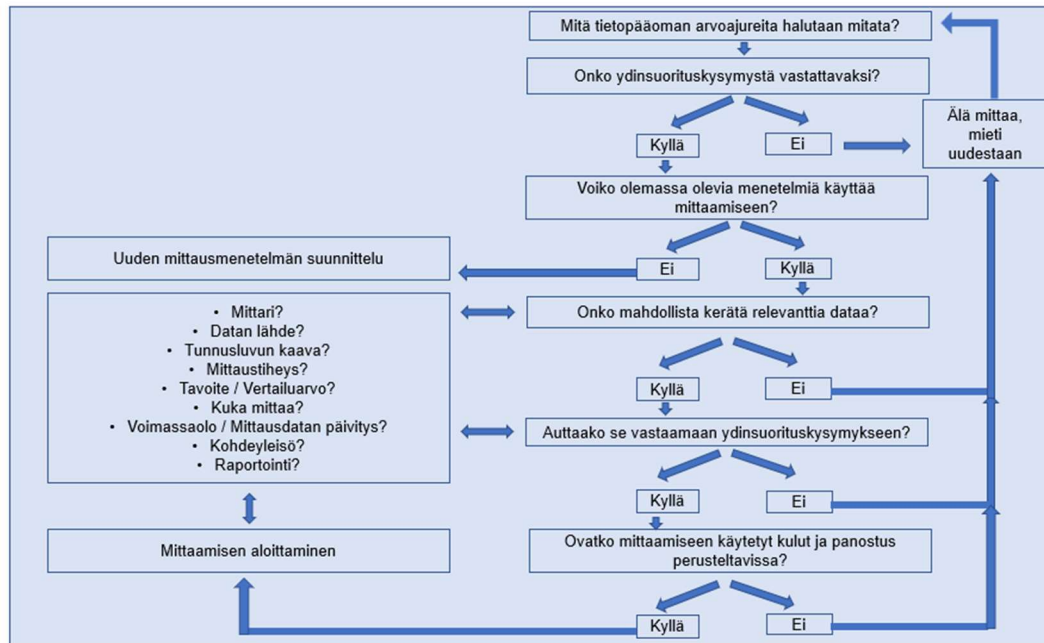 Mitä tietopääoman arvoajureita halutaan mitata?
Onko ydinsuorituskysymystä vastattavaksi?
Älä mittaa,
mieti
uudestaan
Kyllä
Ei
Voiko olemassa olevia menetelmiä käyttää
mittaamiseen?
Uuden mittausmenetelmän suunnittelu
Ei
Kyllä
• Mittari?
• Datan lähde?
• Tunnusluvun kaava?
• Mittaustiheys?
• Tavoite / Vertailuarvo?
• Kuka mittaa?
• Voimassaolo / Mittausdatan päivitys?
• Kohdeyleisö?
• Raportointi?
Onko mahdollista kerätä relevanttia dataa?
Kyllä
Ei
Auttaako se vastaamaan ydinsuorituskysymykseen?
Kyllä
Ei
Mittaamisen aloittaminen
Ovatko mittaamiseen käytetyt kulut ja panostus
perusteltavissa?
Kyllä
Ei